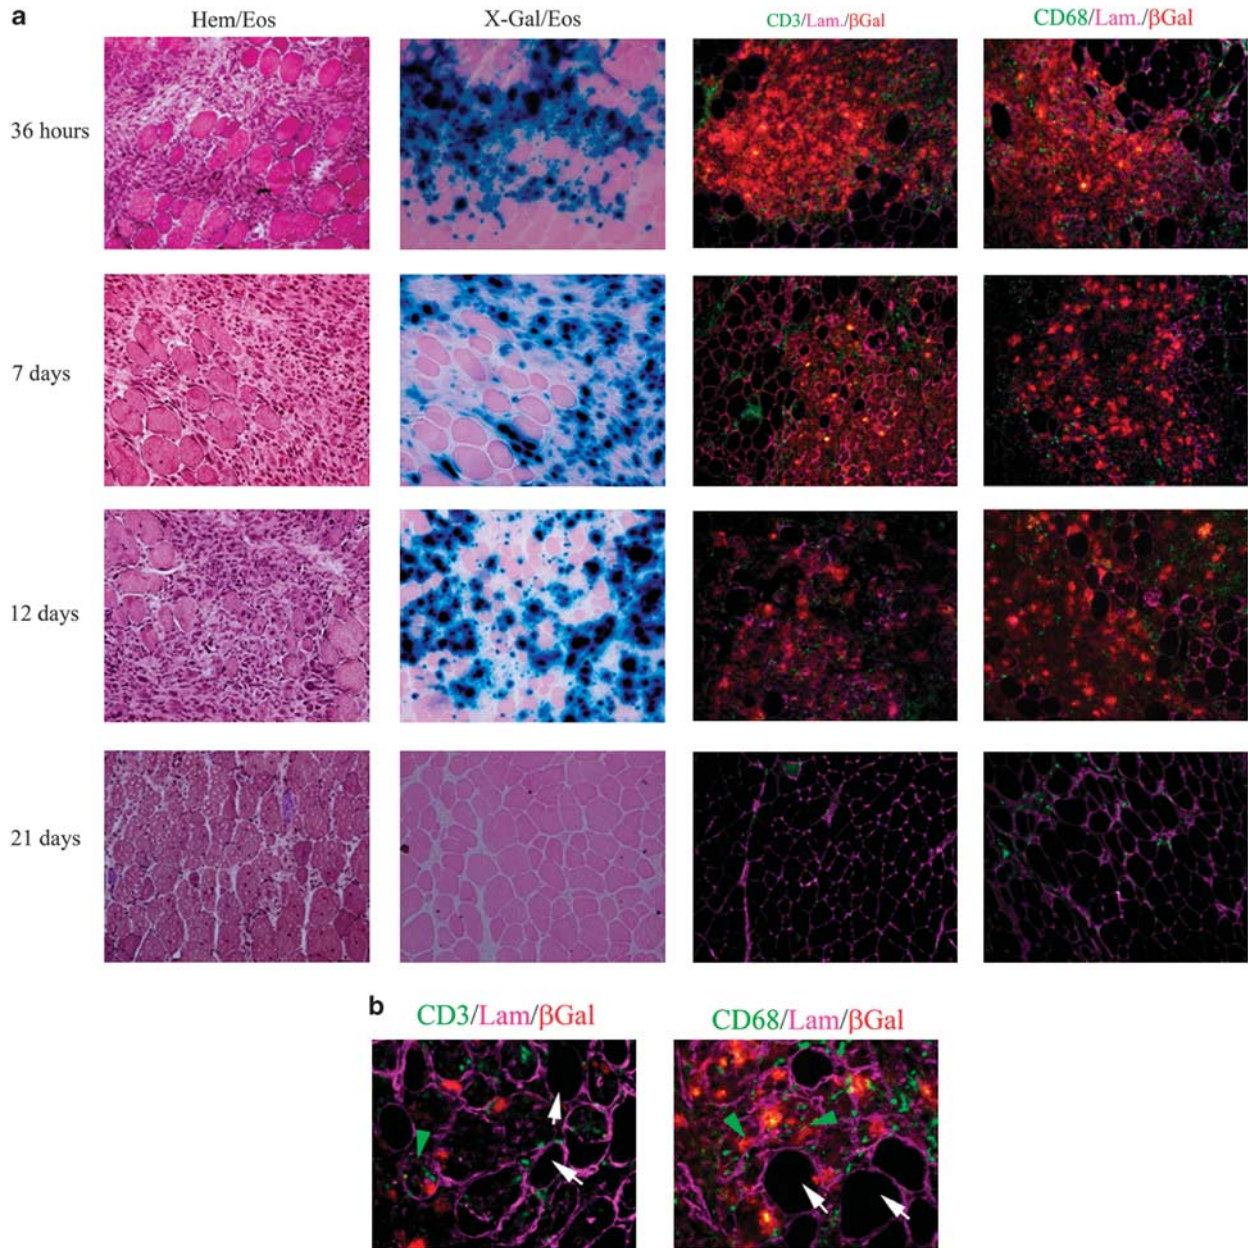 a
Hem/Eos
X-Gal/Eos
CD3/Lam./βGal
CD68/Lam./βGal
36 hours
7 days
12 days
21 days
b
CD3/Lam/βGal
CD68/Lam/βGal